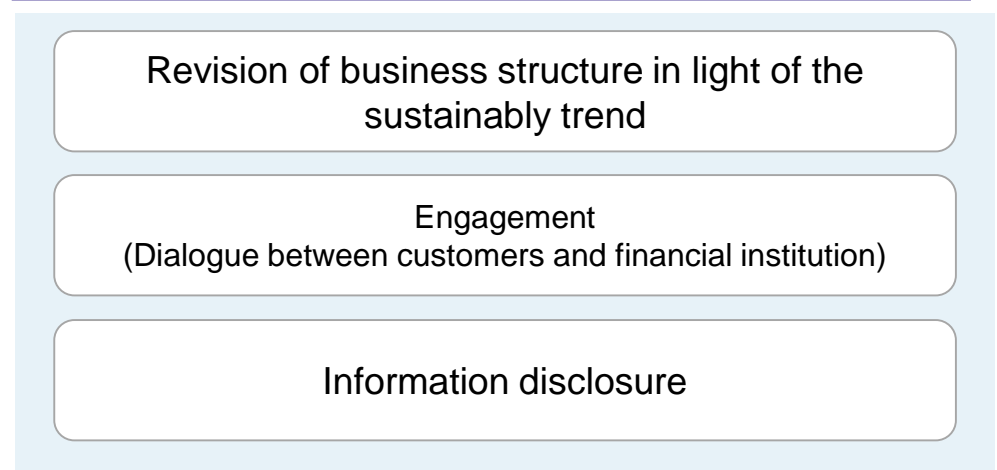 Revision of business structure in light of the
sustainably trend
Engagement
(Dialogue between customers and financial institution)
Information disclosure